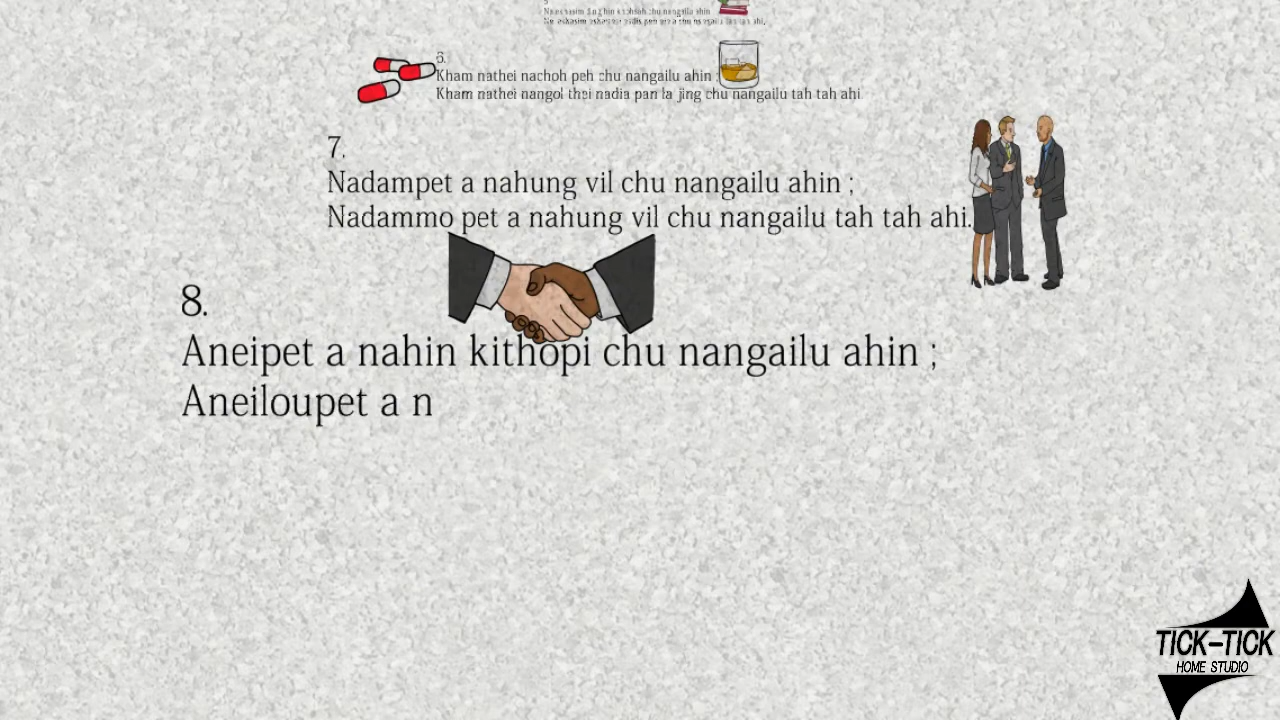 6.
Kham nathei nachoh peh chu nangailu ahin ;
Kham nathei nangol thei nadia pan la jing chu nangailu tah tah ahi.
7.
Nadampet a nahung vil chu nangailu ahin ;
Nadammo pet a nahung vil chu nangailu tah tah ahi.
8.
Aneipet a nahin kithopi chu nangailu ahin ;
Aneiloupet a n
TICK-TICK
HOME STUDIO